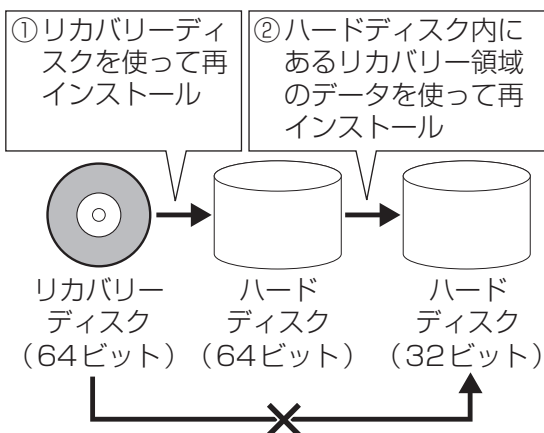 ①リカバリーディ
スクを使って再
インストール
②ハードディスク内に
あるリカバリー領域
のデータを使って再
インストール
リカバリー
ディスク
（64ビット）
ハード
ディスク
（64ビット）
ハード
ディスク
（32ビット）